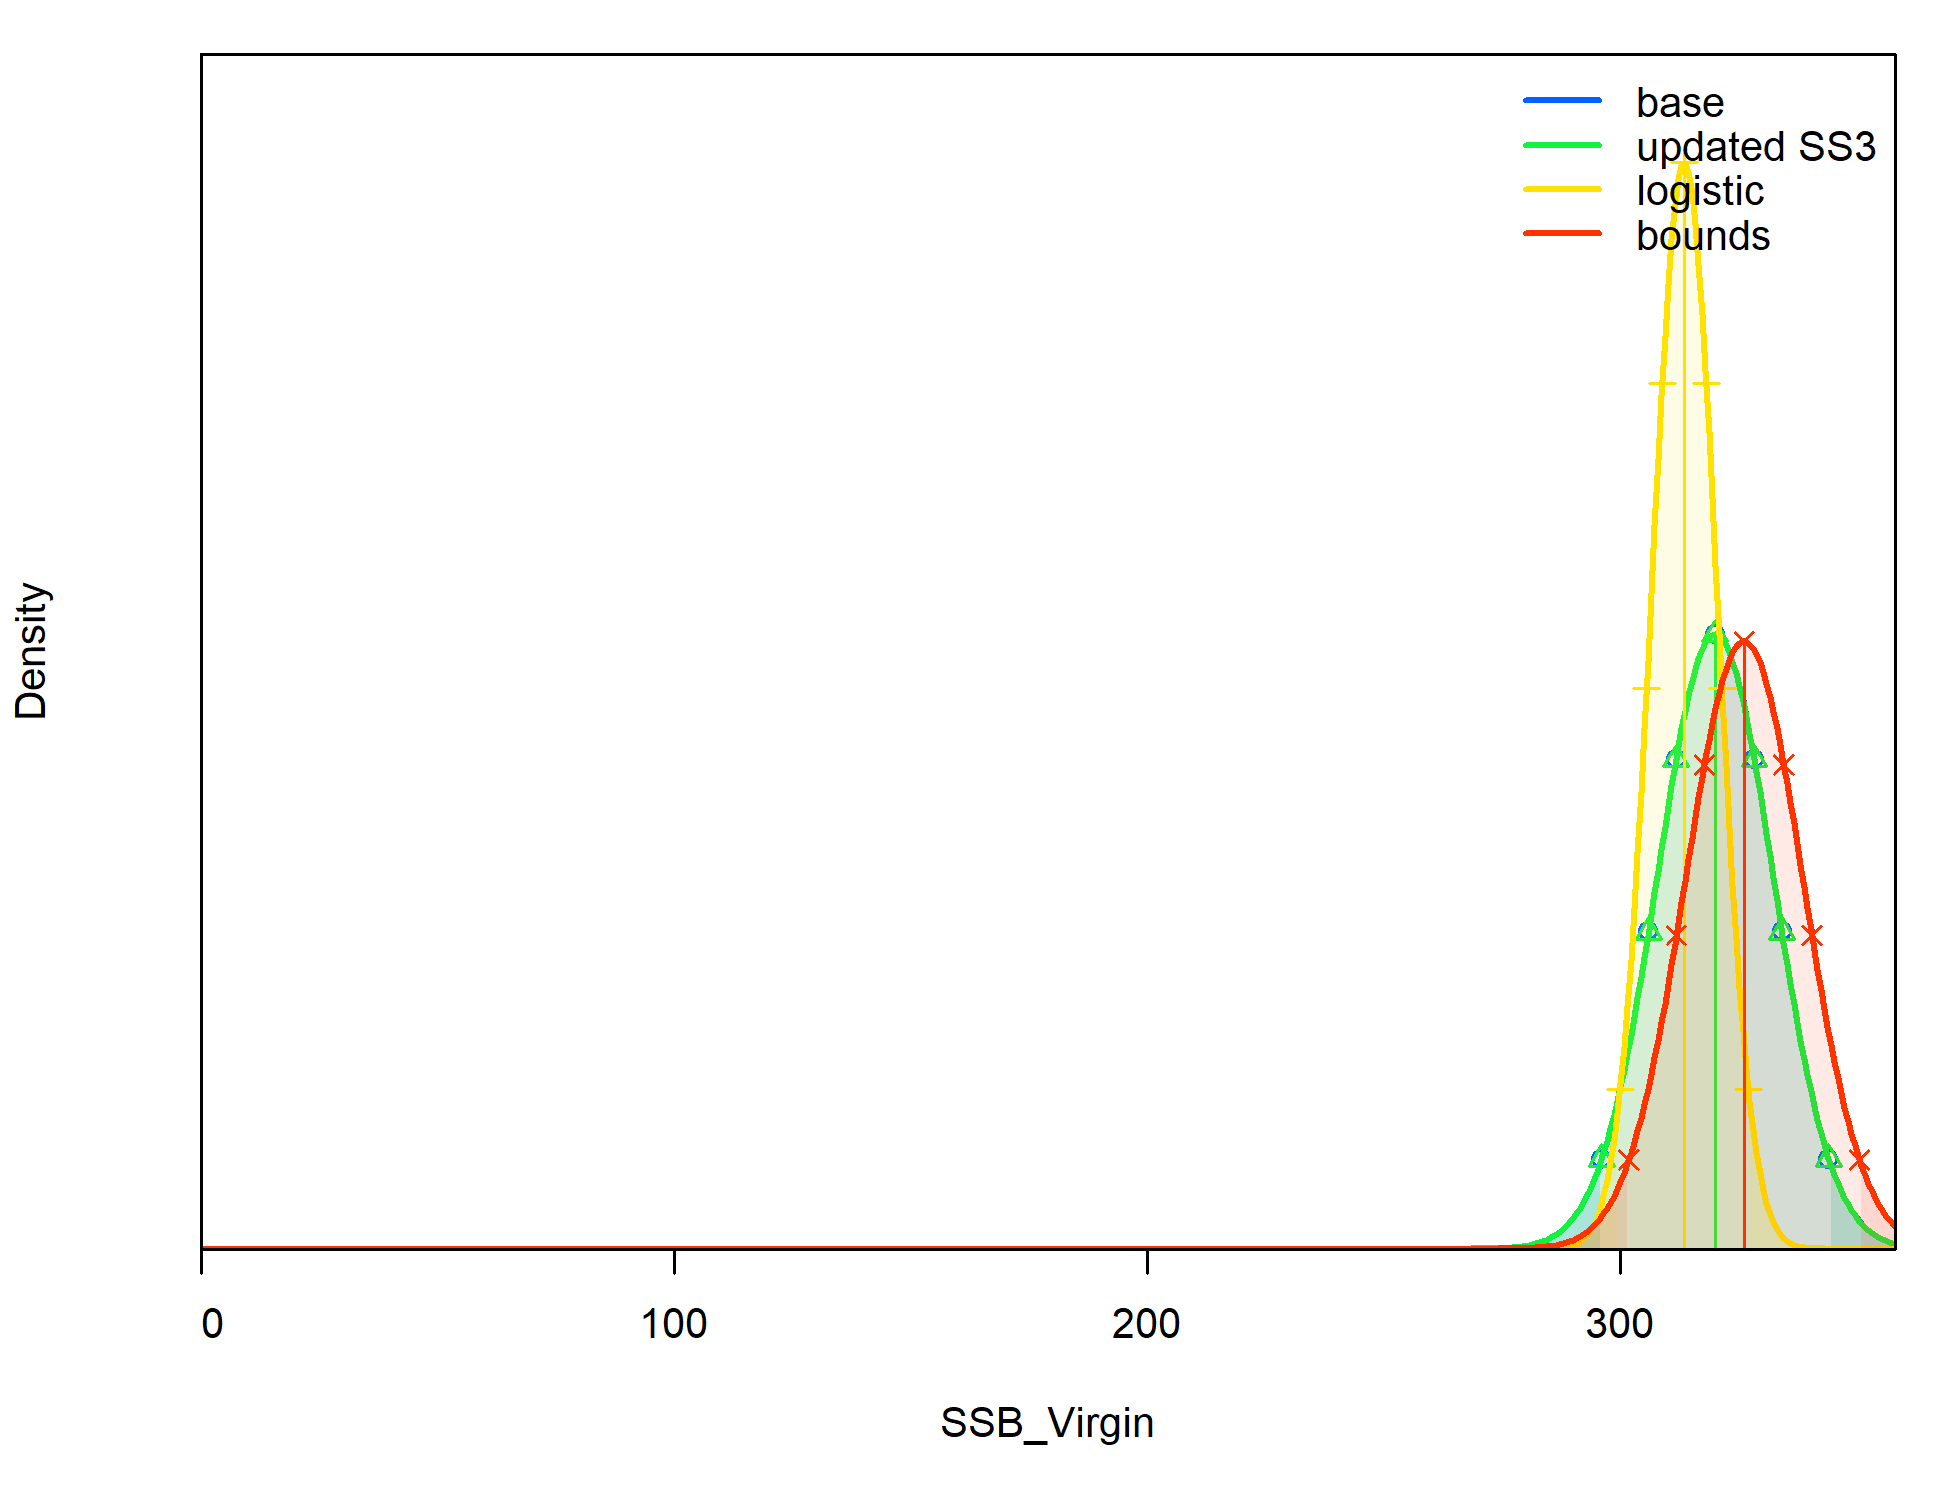 base
updated SS3
logistic
bounds
Density
0 100 200 300
SSB_Virgin